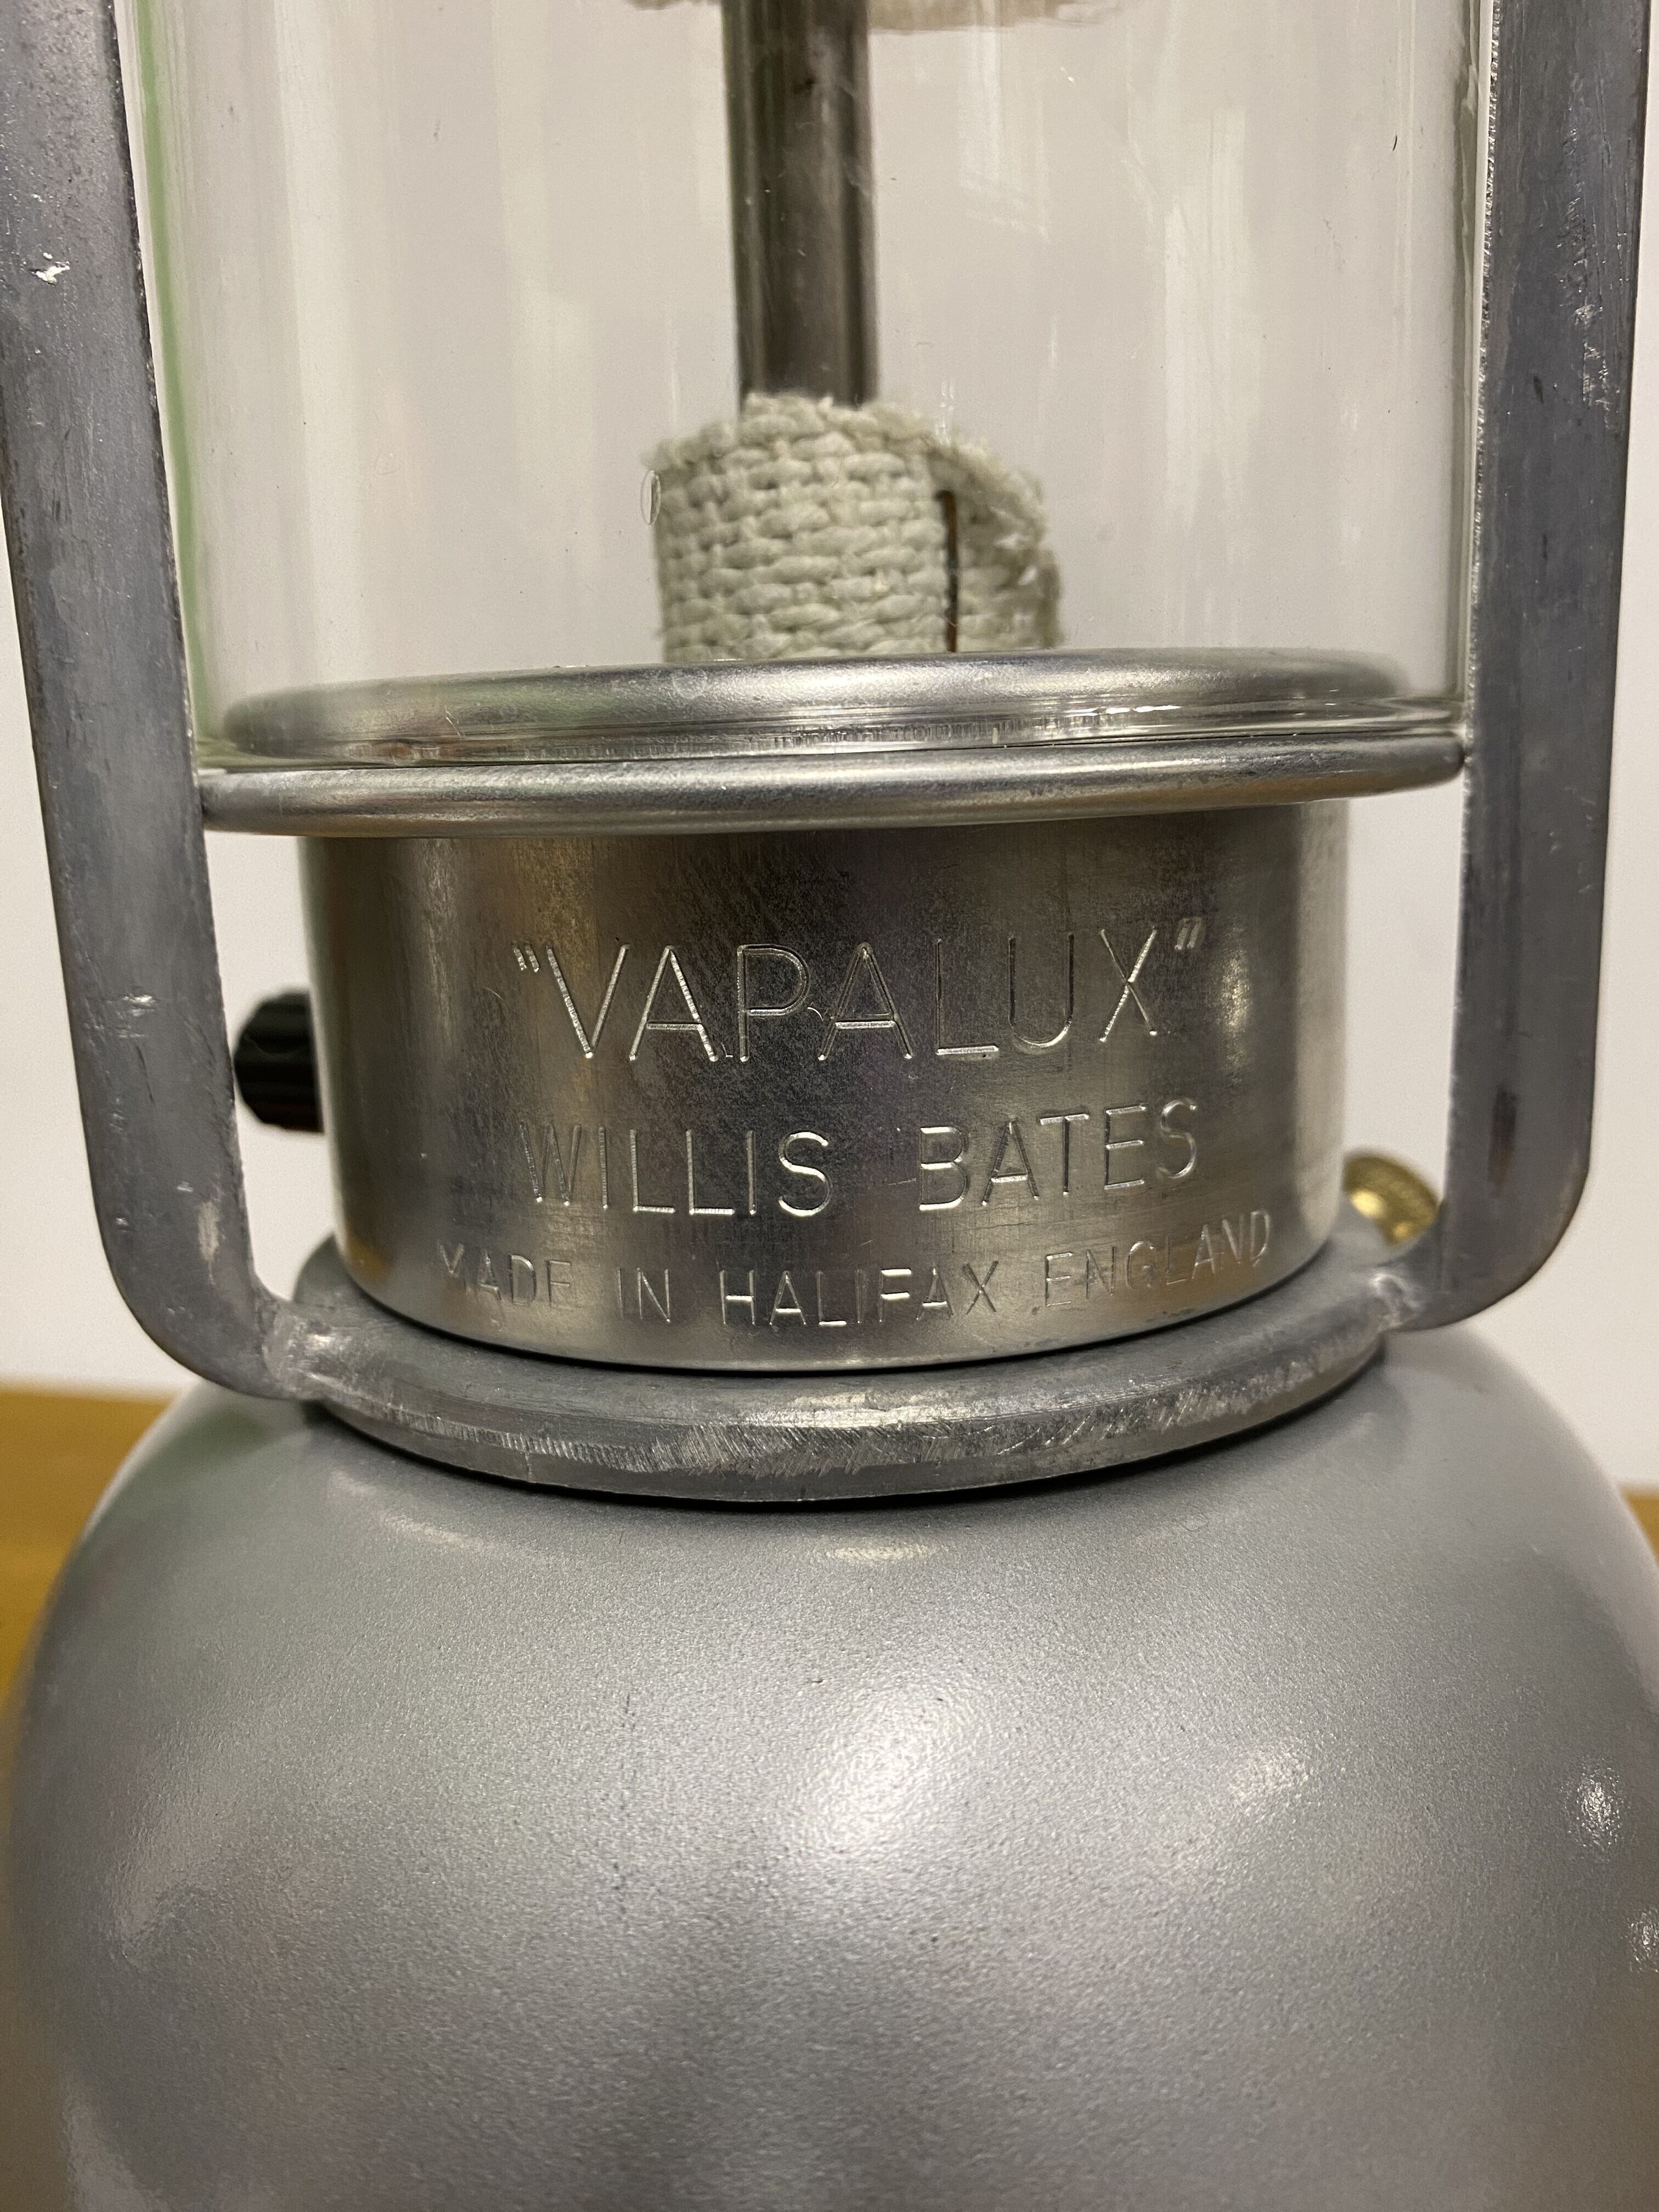 "VAPALUX"
WILLIS BATES
MADE IN HALIFAX ENGLAND